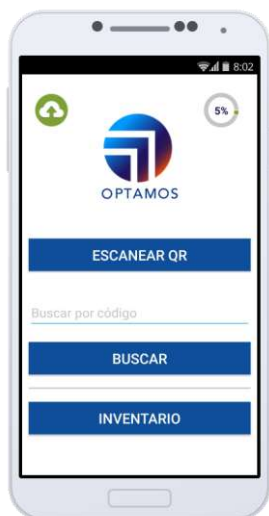 8:02
5%
OPTAMOS
ESCANEAR QR
Buscar por código
BUSCAR
INVENTARIO